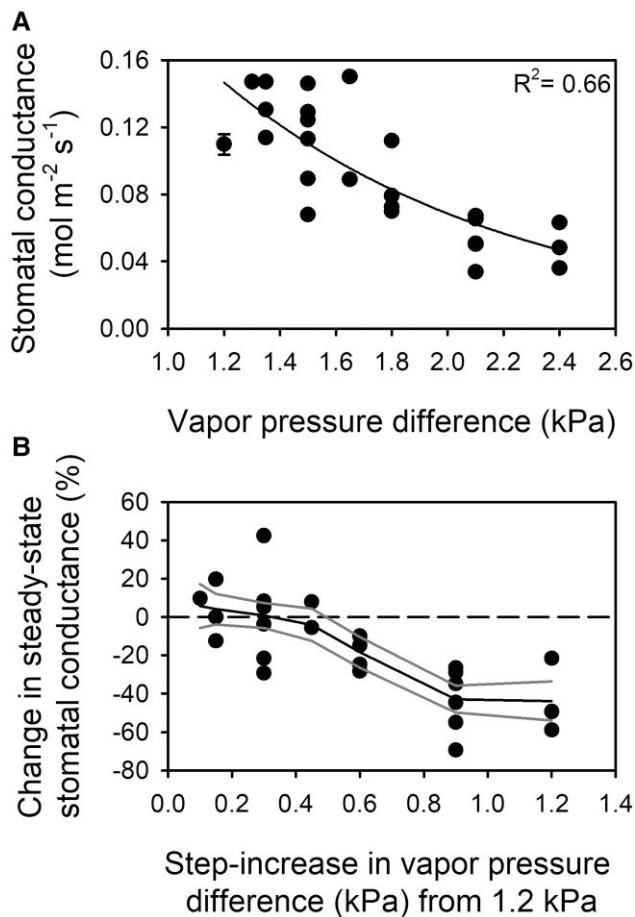 A
Stomatal conductance
(mol m⁻² s⁻¹)
0.16
0.12
0.08
0.04
0.00
R²= 0.66
1.0 1.2 1.4 1.6 1.8 2.0 2.2 2.4 2.6
Vapor pressure difference (kPa)
B
Change in steady-state
stomatal conductance (%)
60
40
20
0
-20
-40
-60
-80
0.0 0.2 0.4 0.6 0.8 1.0 1.2
Step-increase in vapor pressure
difference (kPa) from 1.2 kPa